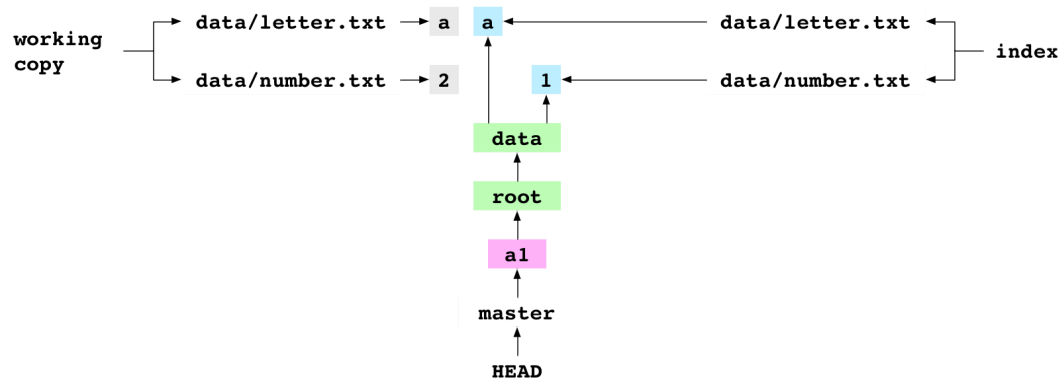 data/letter.txt a a data/letter.txt
working
copy
index
data/number.txt 2 1 data/number.txt
data
root
a1
master
HEAD